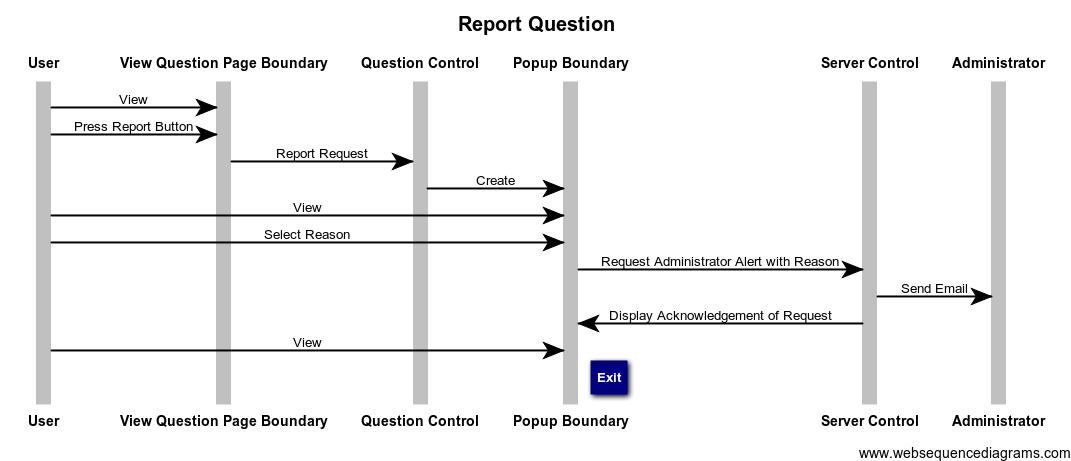 Report Question
User View Question Page Boundary Question Control Popup Boundary Server Control Administrator
View
Press Report Button
Report Request
Create
View
Select Reason
Request Administrator Alert with Reason
Send Email
Display Acknowledgement of Request
View
Exit
User View Question Page Boundary Question Control Popup Boundary Server Control Administrator
www.websequencediagrams.com